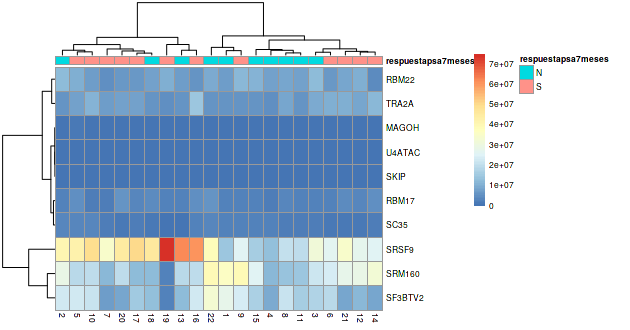 respuestapsa7meses
RBM22
TRA2A
MAGOH
U4ATAC
SKIP
RBM17
SC35
SRSF9
SRM160
SF3BTV2
2 5 10 7 20 17 18 19 13 16 22 1 9 15 4 8 11 3 6 21 12 14
7e+07
6e+07
5e+07
4e+07
3e+07
2e+07
1e+07
0
respuestapsa7meses
N
S